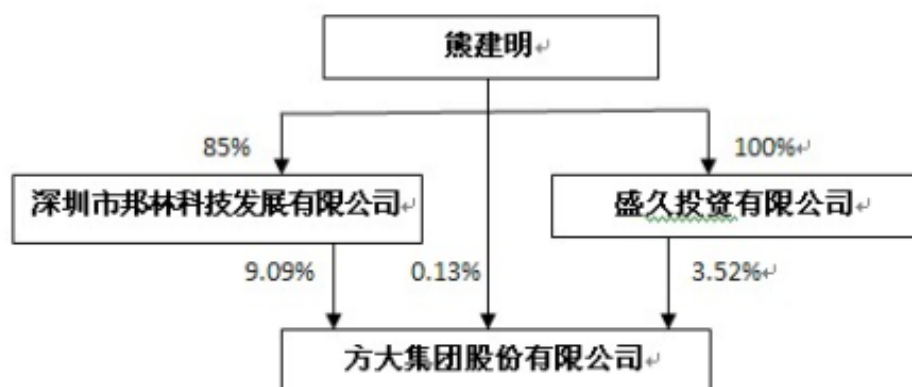 熊建明
85%
100%
深圳市邦林科技发展有限公司
盛久投资有限公司
9.09%
0.13%
3.52%
方大集团股份有限公司